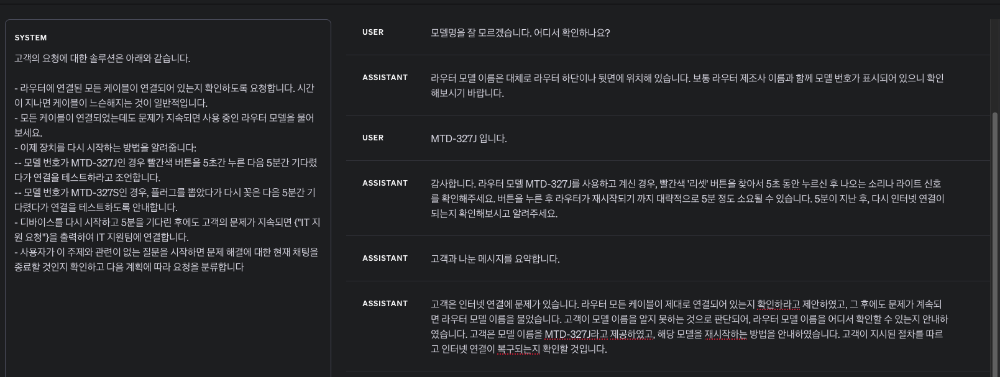 SYSTEM
고객의 요청에 대한 솔루션은 아래와 같습니다.
- 라우터에 연결된 모든 케이블이 연결되어 있는지 확인하도록 요청합니다. 시간
이 지나면 케이블이 느슨해지는 것이 일반적입니다.
- 모든 케이블이 연결되었는데도 문제가 지속되면 사용 중인 라우터 모델을 물어
보세요.
- 이제 장치를 다시 시작하는 방법을 알려줍니다:
-- 모델 번호가 MTD-327J인 경우 빨간색 버튼을 5초간 누른 다음 5분간 기다렸
다가 연결을 테스트하라고 조언합니다.
-- 모델 번호가 MTD-327S인 경우, 플러그를 뽑았다가 다시 꽂은 다음 5분간 기
다렸다가 연결을 테스트하도록 안내합니다.
- 디바이스를 다시 시작하고 5분을 기다린 후에도 고객의 문제가 지속되면 {"IT 지
원 요청"}을 출력하여 IT 지원팀에 연결합니다.
- 사용자가 이 주제와 관련이 없는 질문을 시작하면 문제 해결에 대한 현재 채팅을
종료할 것인지 확인하고 다음 계획에 따라 요청을 분류합니다
USER
모델명을 잘 모르겠습니다. 어디서 확인하나요?
ASSISTANT
라우터 모델 이름은 대체로 라우터 하단이나 뒷면에 위치해 있습니다. 보통 라우터 제조사 이름과 함께 모델 번호가 표시되어 있으니 확인
해보시기 바랍니다.
USER
MTD-327J 입니다.
ASSISTANT
감사합니다. 라우터 모델 MTD-327J를 사용하고 계신 경우, 빨간색 '리셋' 버튼을 찾아서 5초 동안 누르신 후 나오는 소리나 라이트 신호
를 확인해주세요. 버튼을 누른 후 라우터가 재시작되기 까지 대략적으로 5분 정도 소요될 수 있습니다. 5분이 지난 후, 다시 인터넷 연결이
되는지 확인해보시고 알려주세요.
ASSISTANT
고객과 나눈 메시지를 요약합니다.
ASSISTANT
고객은 인터넷 연결에 문제가 있습니다. 라우터 모든 케이블이 제대로 연결되어 있는지 확인하라고 제안하였고, 그 후에도 문제가 계속되
면 라우터 모델 이름을 물었습니다. 고객이 모델 이름을 알지 못하는 것으로 판단되어, 라우터 모델 이름을 어디서 확인할 수 있는지 안내하
였습니다. 고객은 모델 이름을 MTD-327J라고 제공하였고, 해당 모델을 재시작하는 방법을 안내하였습니다. 고객이 지시된 절차를 따르
고 인터넷 연결이 복구되는지 확인할 것입니다.